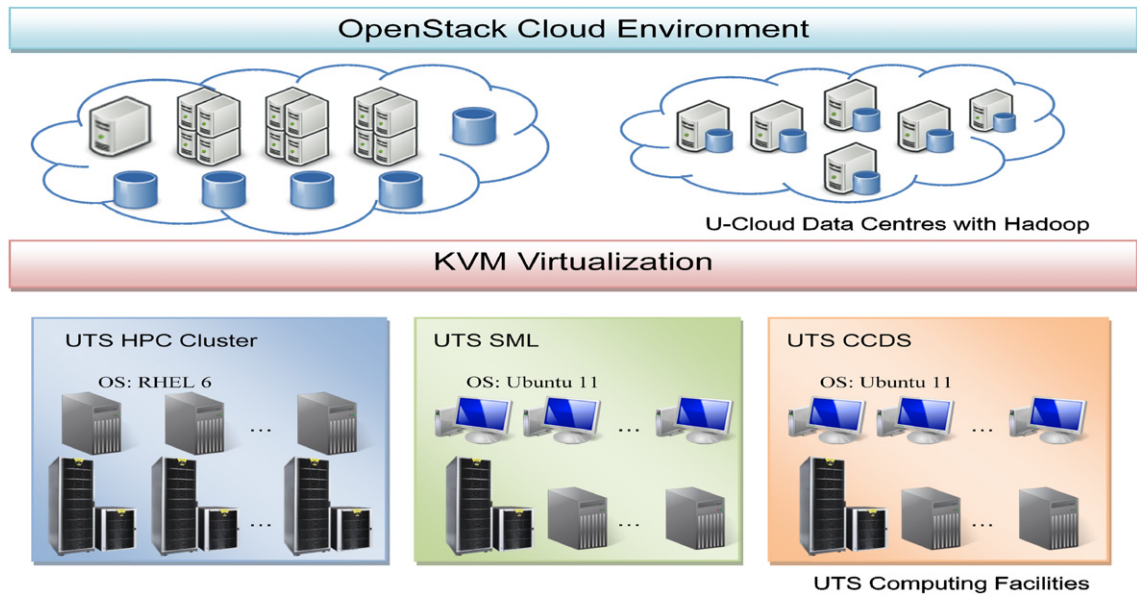 OpenStack Cloud Environment
U-Cloud Data Centres with Hadoop
KVM Virtualization
UTS HPC Cluster
OS: RHEL 6
...
...
UTS SML
OS: Ubuntu 11
...
...
UTS CCDS
OS: Ubuntu 11
...
...
UTS Computing Facilities